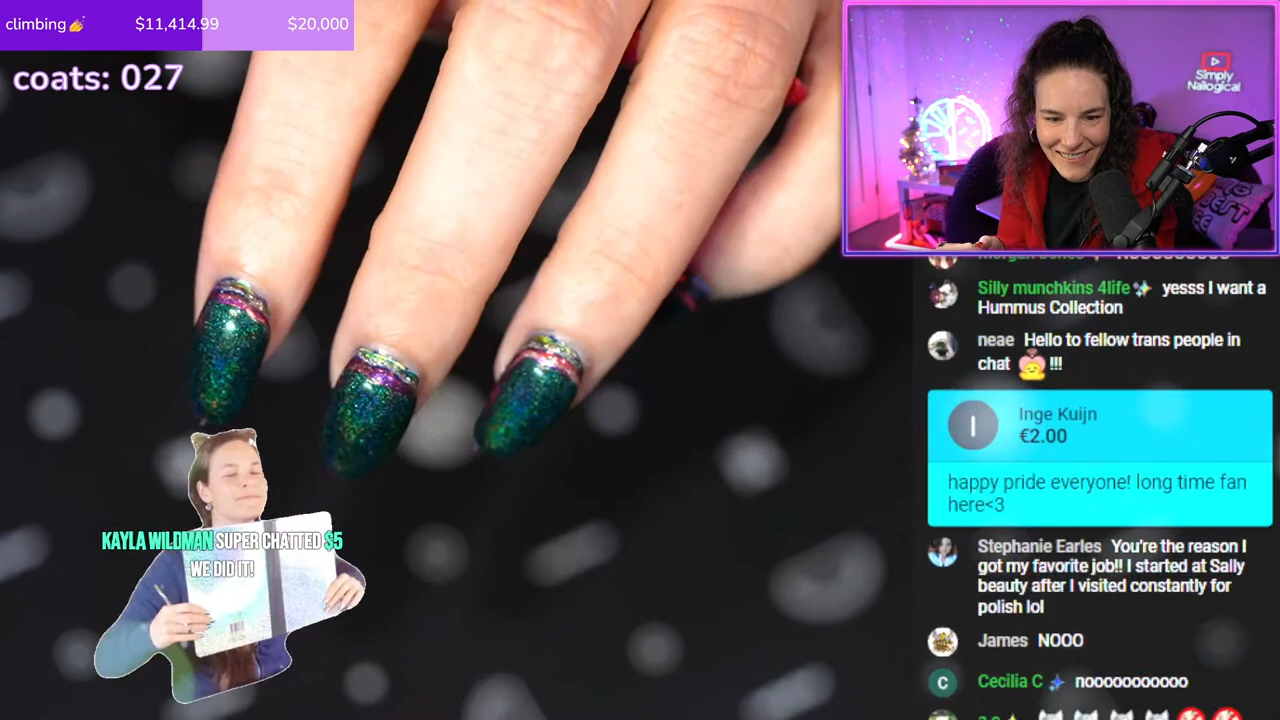 climbing💅 $11,414.99 $20,000
coats: 027
Simply
Nailogical
Silly munchkins 4life yesss I want a
Hummus Collection
neae Hello to fellow trans people in
chat !!!
I
Inge Kuijn
€2.00
happy pride everyone! long time fan
here<3
Stephanie Earles You're the reason I
got my favorite job!! I started at Sally
beauty after I visited constantly for
polish lol
James NOOO
C
Cecilia C nooooooooooo
KAYLA WILDMAN SUPER CHATTED $5
WE DID IT!